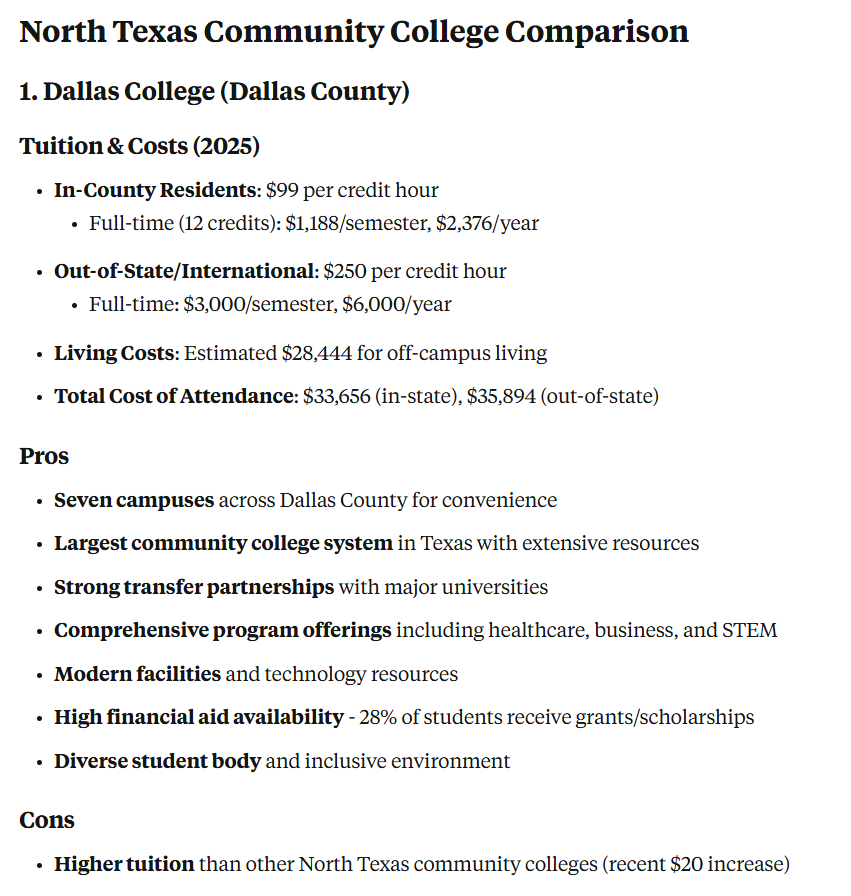 North Texas Community College Comparison
1. Dallas College (Dallas County)
Tuition & Costs (2025)
• In-County Residents: $99 per credit hour
• Full-time (12 credits): $1,188/semester, $2,376/year
• Out-of-State/International: $250 per credit hour
• Full-time: $3,000/semester, $6,000/year
• Living Costs: Estimated $28,444 for off-campus living
• Total Cost of Attendance: $33,656 (in-state), $35,894 (out-of-state)
Pros
• Seven campuses across Dallas County for convenience
• Largest community college system in Texas with extensive resources
• Strong transfer partnerships with major universities
• Comprehensive program offerings including healthcare, business, and STEM
• Modern facilities and technology resources
• High financial aid availability - 28% of students receive grants/scholarships
• Diverse student body and inclusive environment
Cons
• Higher tuition than other North Texas community colleges (recent $20 increase)